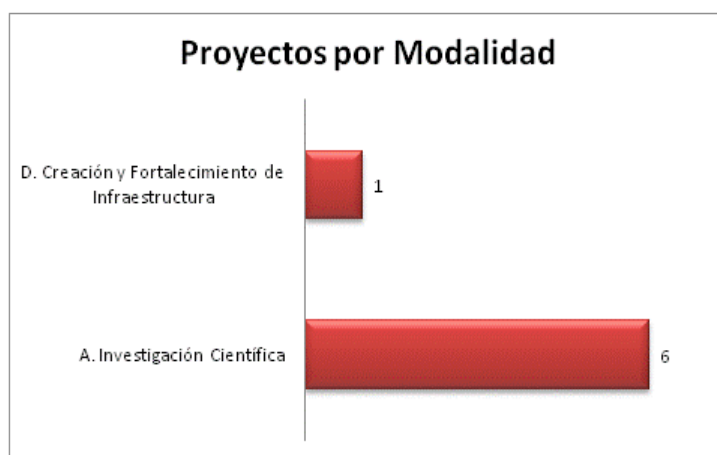 Proyectos por Modalidad
D. Creación y Fortalecimiento de
Infraestructura
1
A. Investigación Científica
6